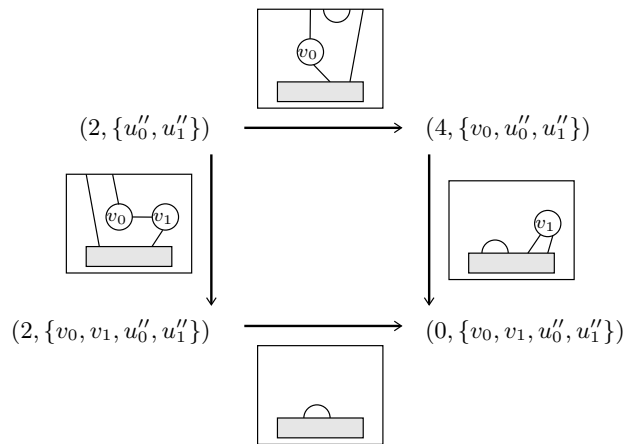 v₀
(2, {u₀″, u₁″}) (4, {v₀, u₀″, u₁″})
v₀ v₁ v₁
(2, {v₀, v₁, u₀″, u₁″}) (0, {v₀, v₁, u₀″, u₁″})